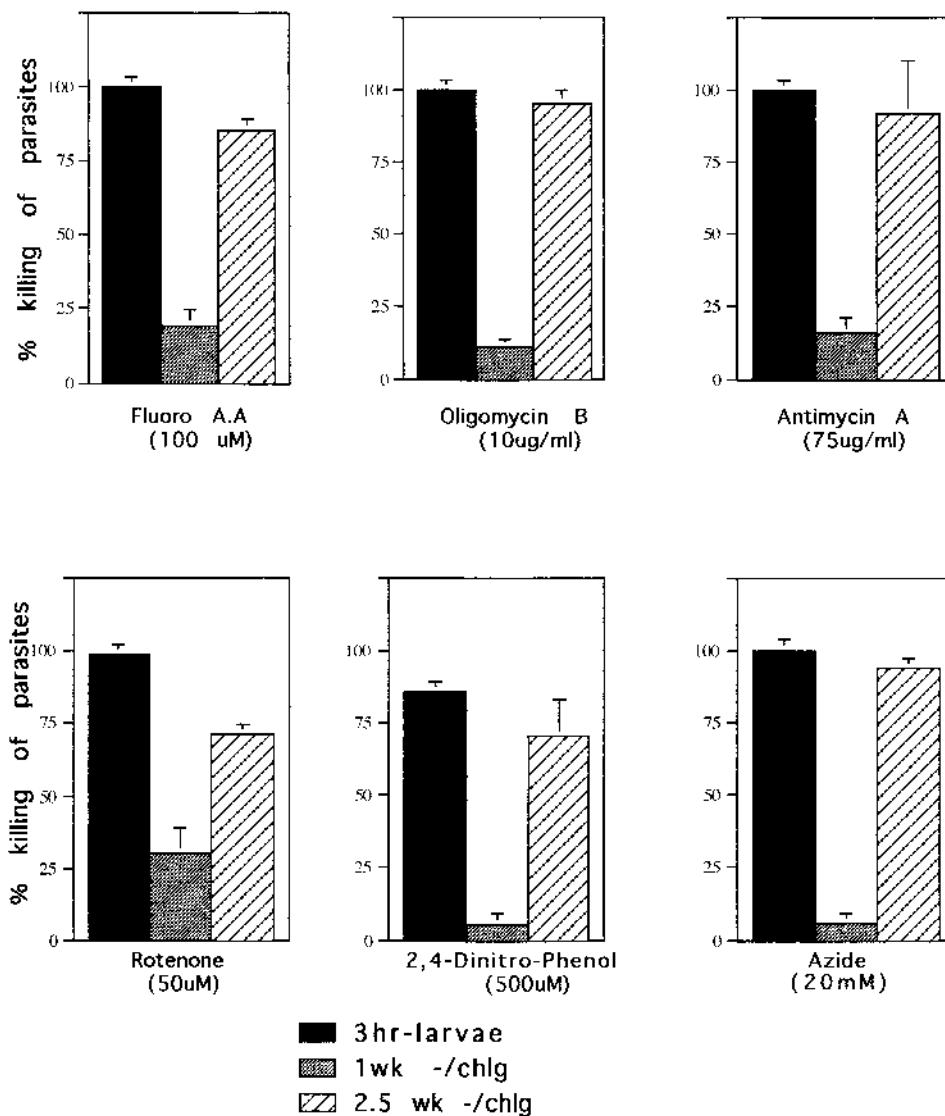 % killing of parasites
100
75
50
25
0
Fluoro A.A
(100 uM)
100
75
50
25
0
Oligomycin B
(10ug/ml)
100
75
50
25
0
Antimycin A
(75ug/ml)
% killing of parasites
100
75
50
25
0
Rotenone
(50uM)
100
75
50
25
0
2,4-Dinitro-Phenol
(500uM)
100
75
50
25
0
Azide
(20mM)
3hr-larvae
1wk -/chlg
2.5 wk -/chlg